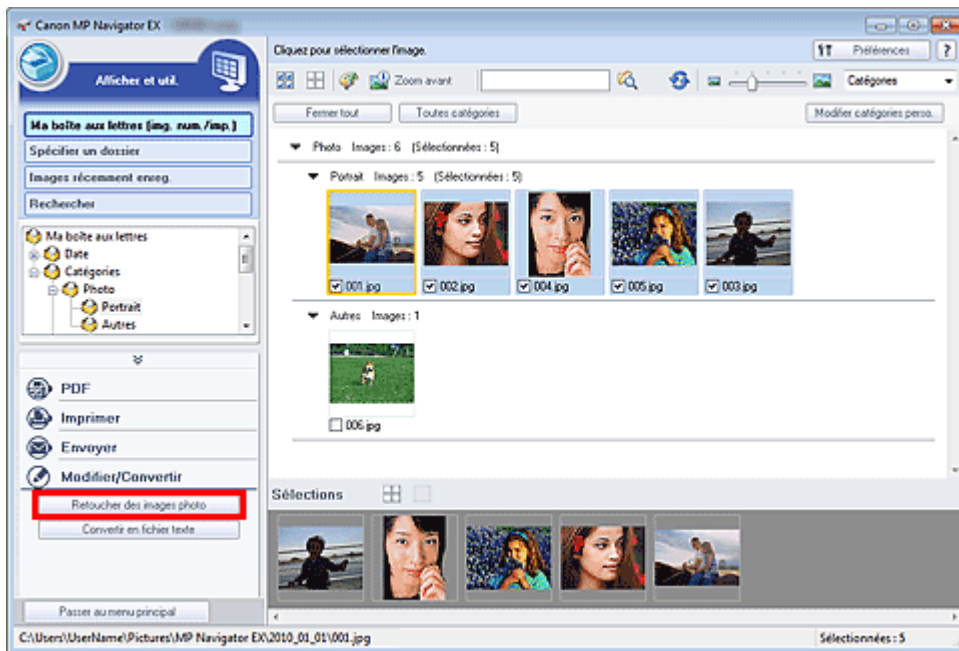 Canon MP Navigator EX
Afficher et util.
Cliquez pour sélectionner l'image.
Préférences
?
Zoom avant
Catégories
Fermer tout
Toutes catégories
Modifier catégories perso.
Ma boîte aux lettres (img. num./imp.)
Spécifier un dossier
Images récemment enreg.
Rechercher
Ma boîte aux lettres
Date
Catégories
Photo
Portrait
Autres
PDF
Imprimer
Envoyer
Modifier/Convertir
Retoucher des images photo
Convertir en fichier texte
Passer au menu principal
Photo Images : 6 (Sélectionnées : 5)
Portrait Images : 5 (Sélectionnées : 5)
001.jpg
002.jpg
004.jpg
005.jpg
003.jpg
Autres Images : 1
006.jpg
Sélections
C:\Users\UserName\Pictures\MP Navigator EX\2010_01_01\001.jpg
Sélectionnées : 5